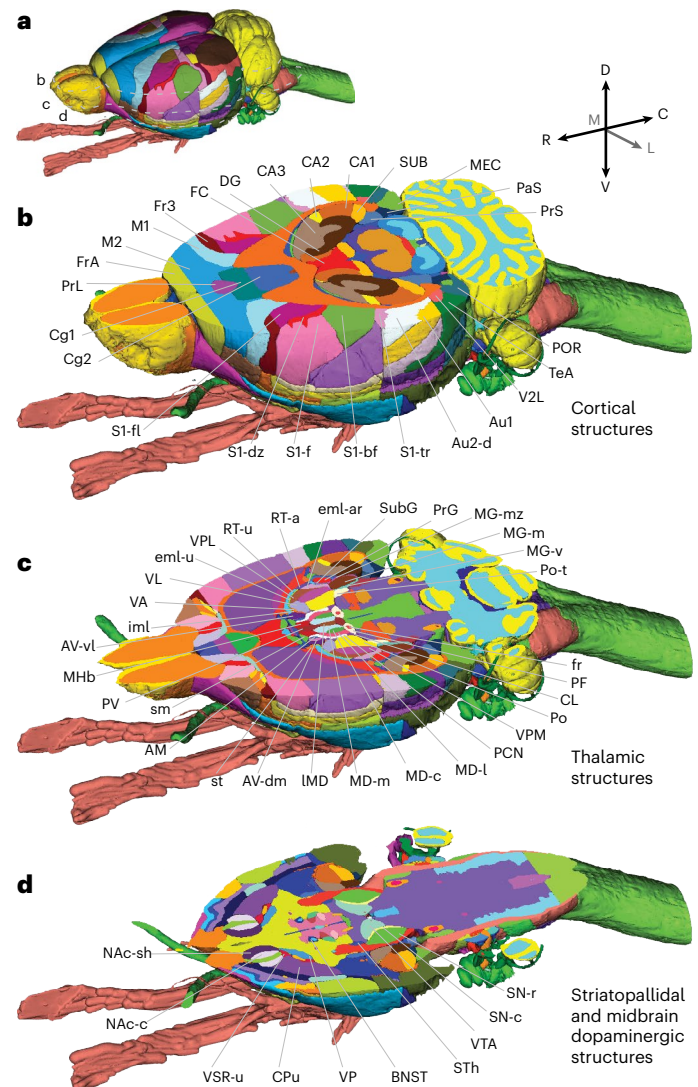 a
b
c
d
D
M
C
R
L
V
b
CA3
CA2
CA1
SUB
MEC
DG
FC
PaS
PrS
Fr3
M1
M2
FrA
PrL
Cg1
Cg2
POR
TeA
V2L
Au1
Au2-d
S1-fl
S1-dz
S1-f
S1-bf
S1-tr
Cortical
structures
c
eml-ar
SubG
PrG
MG-mz
RT-a
RT-u
MG-m
VPL
MG-v
eml-u
Po-t
VL
VA
iml
AV-vl
MHb
PV
sm
AM
st
AV-dm
IMD
MD-m
MD-c
MD-l
PCN
VPM
Po
CL
PF
fr
Thalamic
structures
d
NAc-sh
NAc-c
VSR-u
CPu
VP
BNST
STh
VTA
SN-c
SN-r
Striatopallidal
and midbrain
dopaminergic
structures